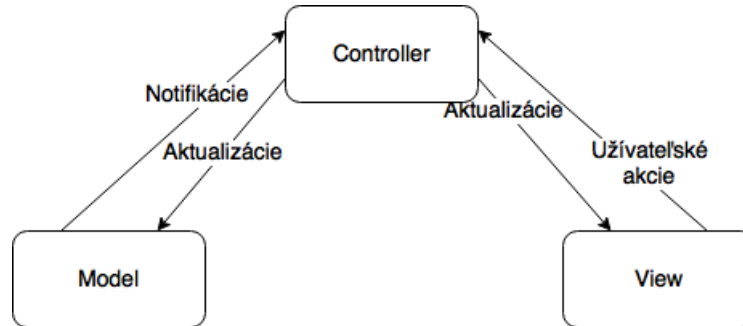 Controller
Notifikácie
Aktualizácie
Aktualizácie
Užívateľské
akcie
Model
View